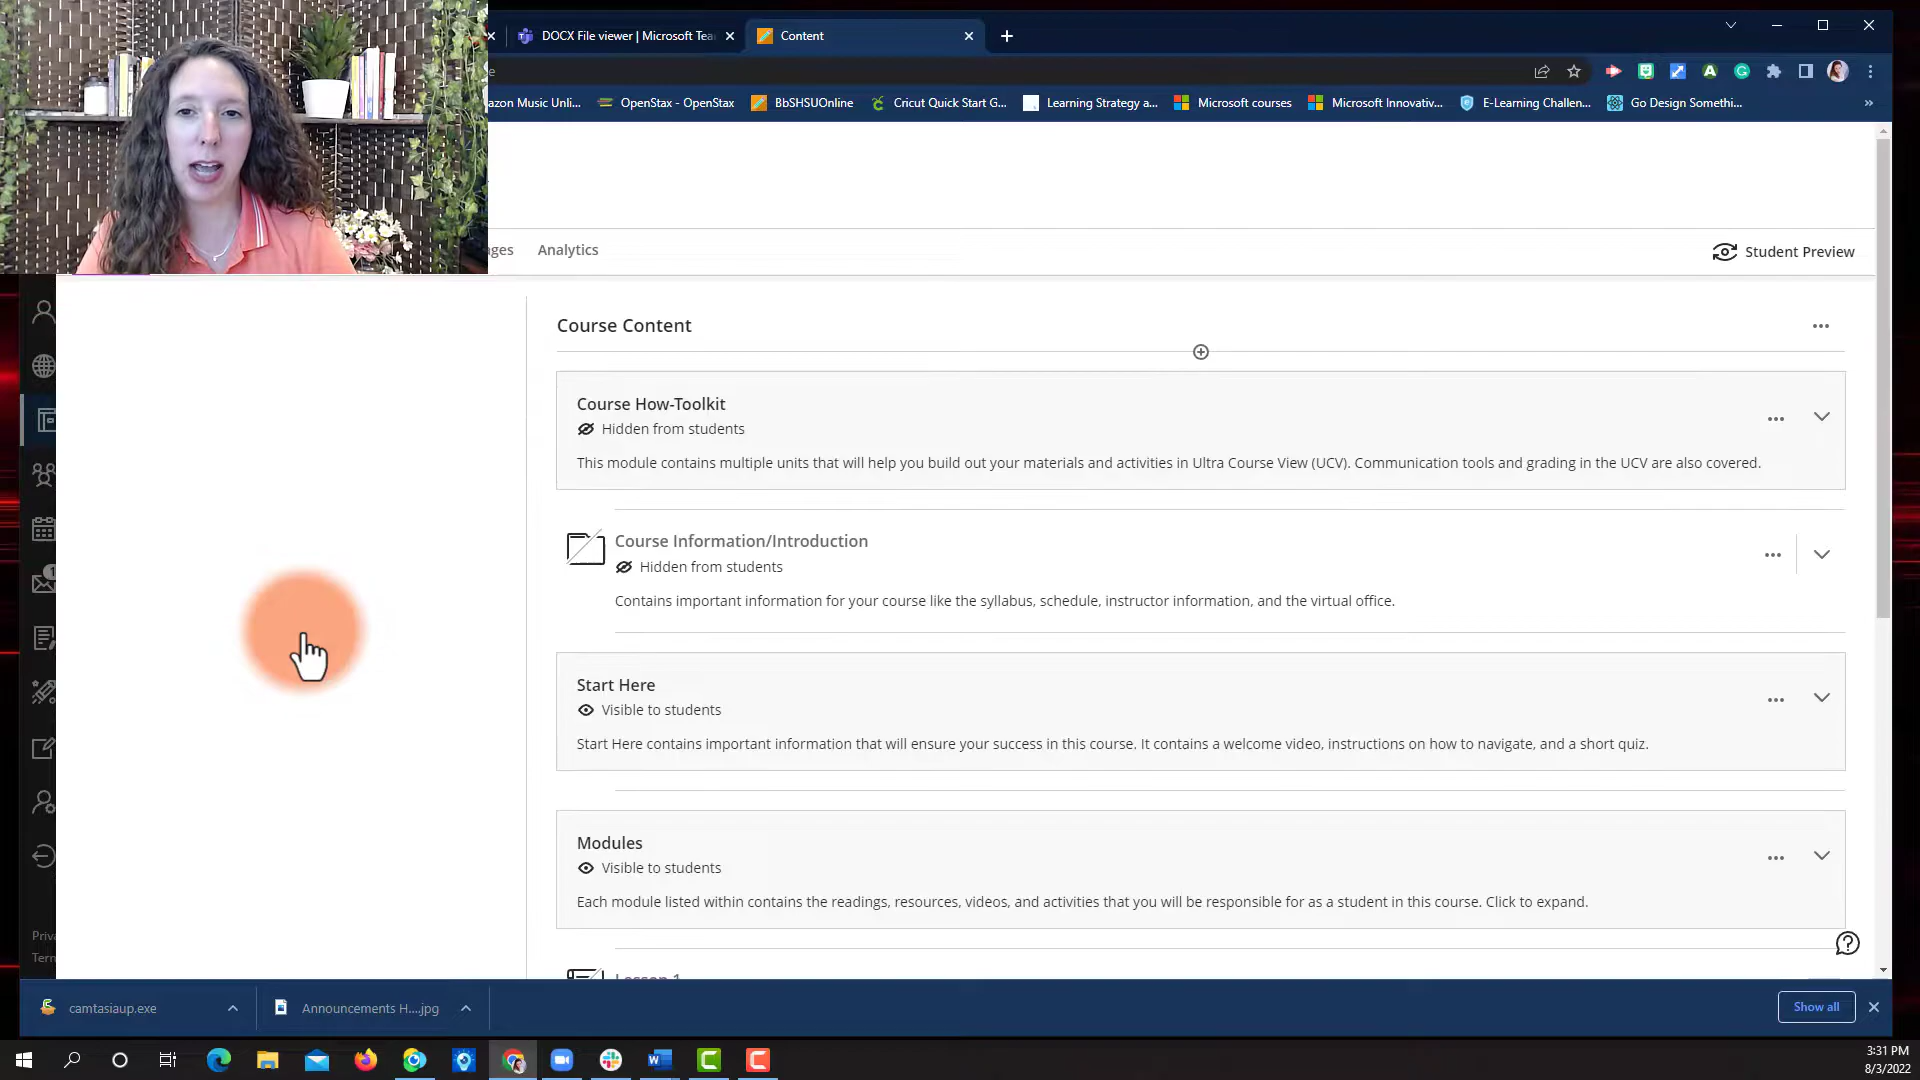 DOCX File viewer | Microsoft Tea
Content
e
azon Music Unli...
OpenStax - OpenStax
BbSHSUOnline
Cricut Quick Start G...
Learning Strategy a...
Microsoft courses
Microsoft Innovativ...
E-Learning Challen...
Go Design Somethi...
ges
Analytics
Student Preview
Course Content
Course How-Toolkit
Hidden from students
This module contains multiple units that will help you build out your materials and activities in Ultra Course View (UCV). Communication tools and grading in the UCV are also covered.
Course Information/Introduction
Hidden from students
Contains important information for your course like the syllabus, schedule, instructor information, and the virtual office.
Start Here
Visible to students
Start Here contains important information that will ensure your success in this course. It contains a welcome video, instructions on how to navigate, and a short quiz.
Modules
Visible to students
Each module listed within contains the readings, resources, videos, and activities that you will be responsible for as a student in this course. Click to expand.
Lesson 1
1
Priva
Term
camtasiaup.exe
Announcements H....jpg
Show all
3:31 PM
8/3/2022